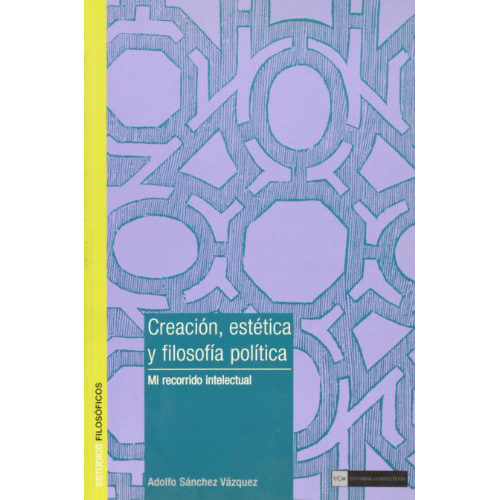 Creación, estética
y filosofía política
Mi recorrido intelectual
Adolfo Sánchez Vázquez
ESTUDIOS FILOSÓFICOS